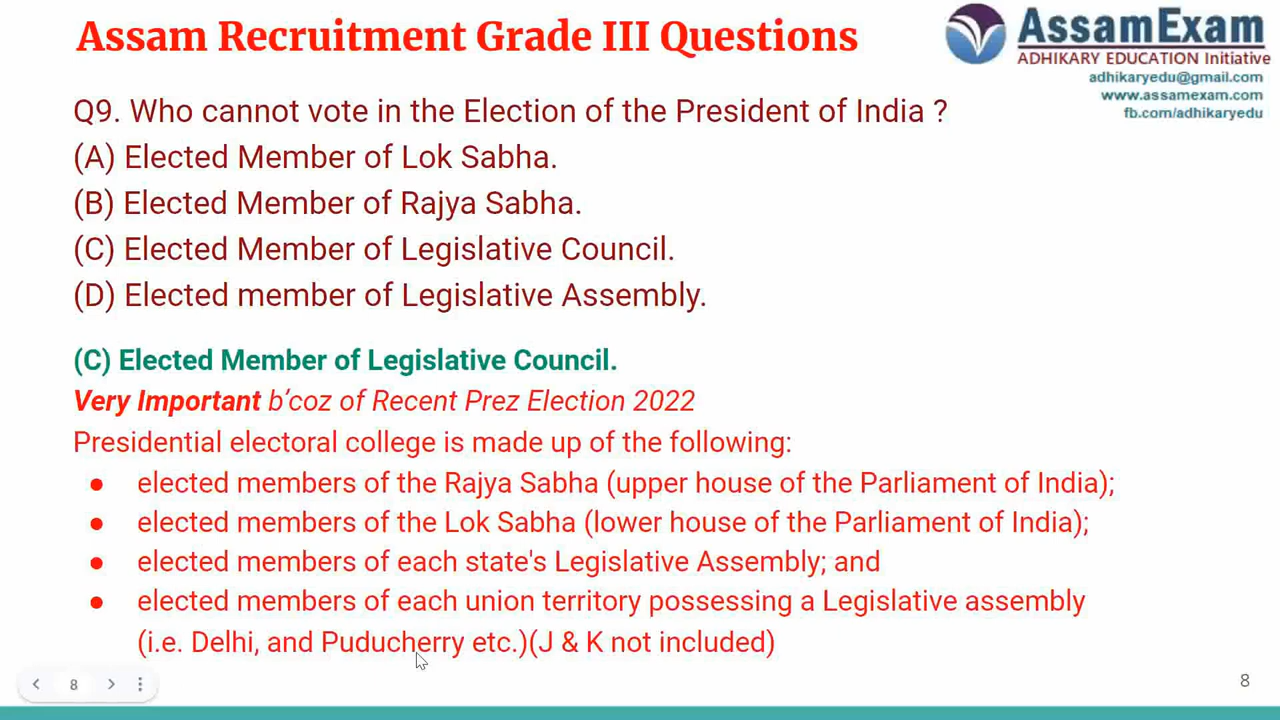 Assam Recruitment Grade III Questions
AssamExam
ADHIKARY EDUCATION Initiative
adhikaryedu@gmail.com
www.assamexam.com
fb.com/adhikaryedu
Q9. Who cannot vote in the Election of the President of India ?
(A) Elected Member of Lok Sabha.
(B) Elected Member of Rajya Sabha.
(C) Elected Member of Legislative Council.
(D) Elected member of Legislative Assembly.
(C) Elected Member of Legislative Council.
Very Important b’coz of Recent Prez Election 2022
Presidential electoral college is made up of the following:
● elected members of the Rajya Sabha (upper house of the Parliament of India);
● elected members of the Lok Sabha (lower house of the Parliament of India);
● elected members of each state's Legislative Assembly; and
● elected members of each union territory possessing a Legislative assembly
(i.e. Delhi, and Puducherry etc.)(J & K not included)
8
8